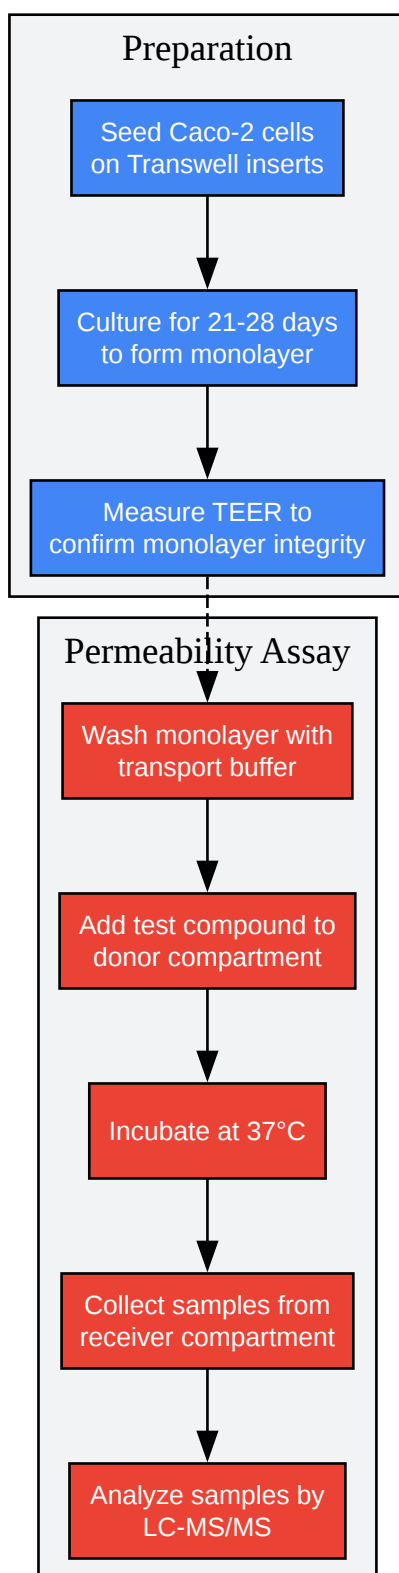 Preparation
Seed Caco-2 cells
on Transwell inserts
Culture for 21-28 days
to form monolayer
Measure TEER to
confirm monolayer integrity
Permeability Assay
Wash monolayer with
transport buffer
Add test compound to
donor compartment
Incubate at 37°C
Collect samples from
receiver compartment
Analyze samples by
LC-MS/MS